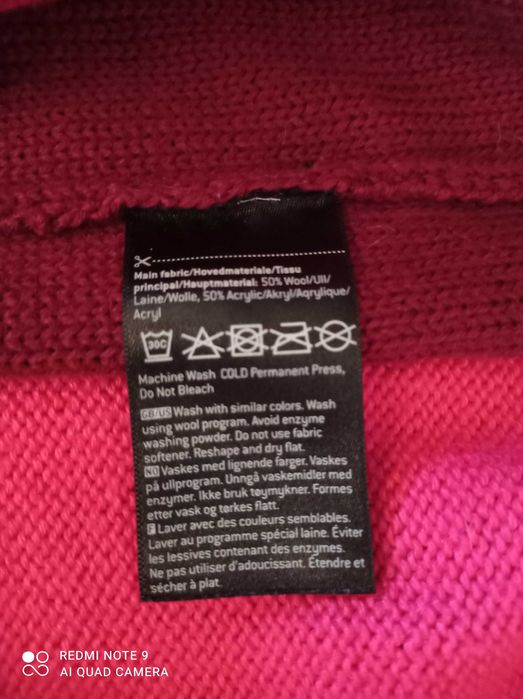 Main fabric/Hovedmateriale/Tissu
principal/Hauptmaterial: 50% Wool/Ull/
Laine/Wolle, 50% Acrylic/Akryl/Aqrylique/
Acryl
30C
Machine Wash COLD Permanent Press,
Do Not Bleach
GB/US Wash with similar colors. Wash
using wool program. Avoid enzyme
washing powder. Do not use fabric
softener. Reshape and dry flat.
NO Vaskes med lignende farger. Vaskes
på ullprogram. Unngå vaskemidler med
enzymer. Ikke bruk tøymykner. Formes
etter vask og tørkes flatt.
F Laver avec des couleurs semblables.
Laver au programme spécial laine. Éviter
les lessives contenant des enzymes.
Ne pas utiliser d'adoucissant. Étendre et
sécher à plat.
REDMI NOTE 9
AI QUAD CAMERA